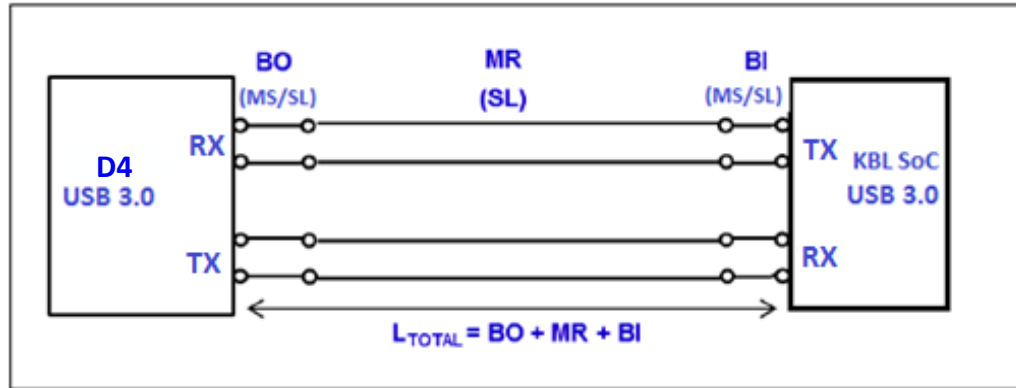 BO MR BI
(MS/SL) (SL) (MS/SL)
RX TX
D4 KBL SoC
USB 3.0 USB 3.0
TX RX
LTOTAL = BO + MR + BI